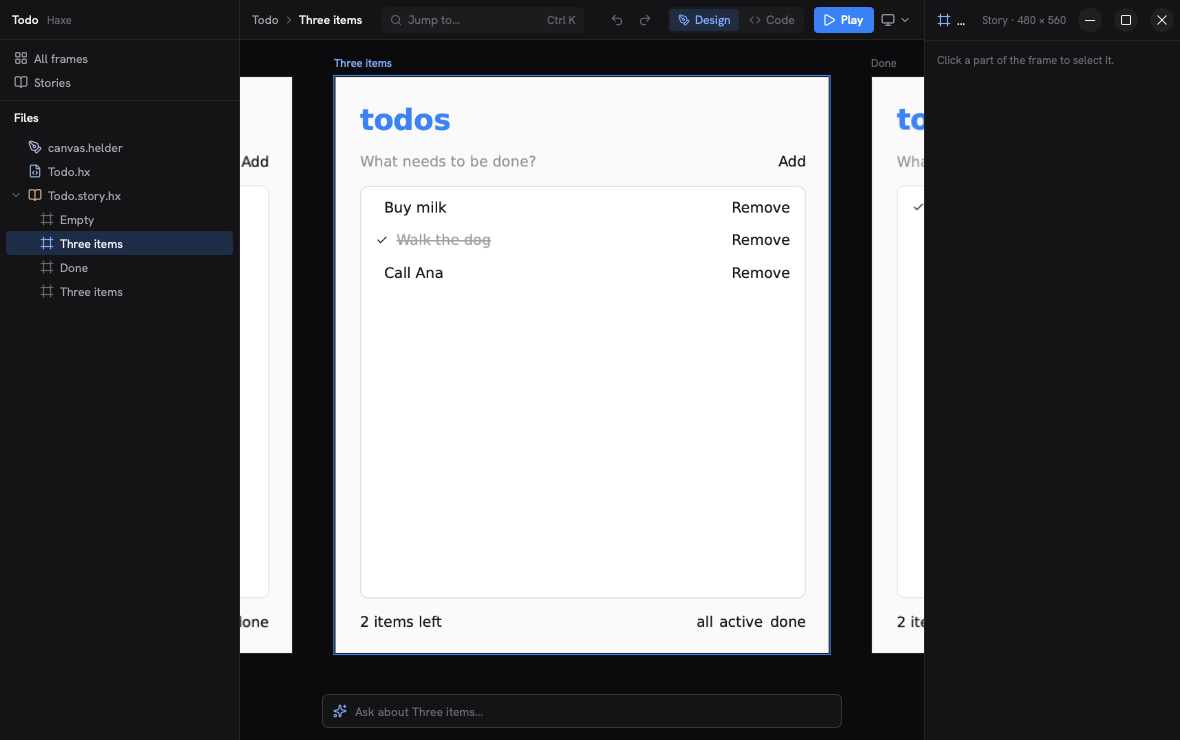 Todo Haxe
All frames
Stories
Files
canvas.helder
Todo.hx
Todo.story.hx
Empty
Three items
Done
Three items
Todo > Three items
Jump to... Ctrl K
Design
<> Code
Play
... Story · 480 × 560
Click a part of the frame to select it.
Add
Three items
todos
What needs to be done? Add
Buy milk Remove
Walk the dog Remove
Call Ana Remove
2 items left all active done
Done
Ask about Three items...